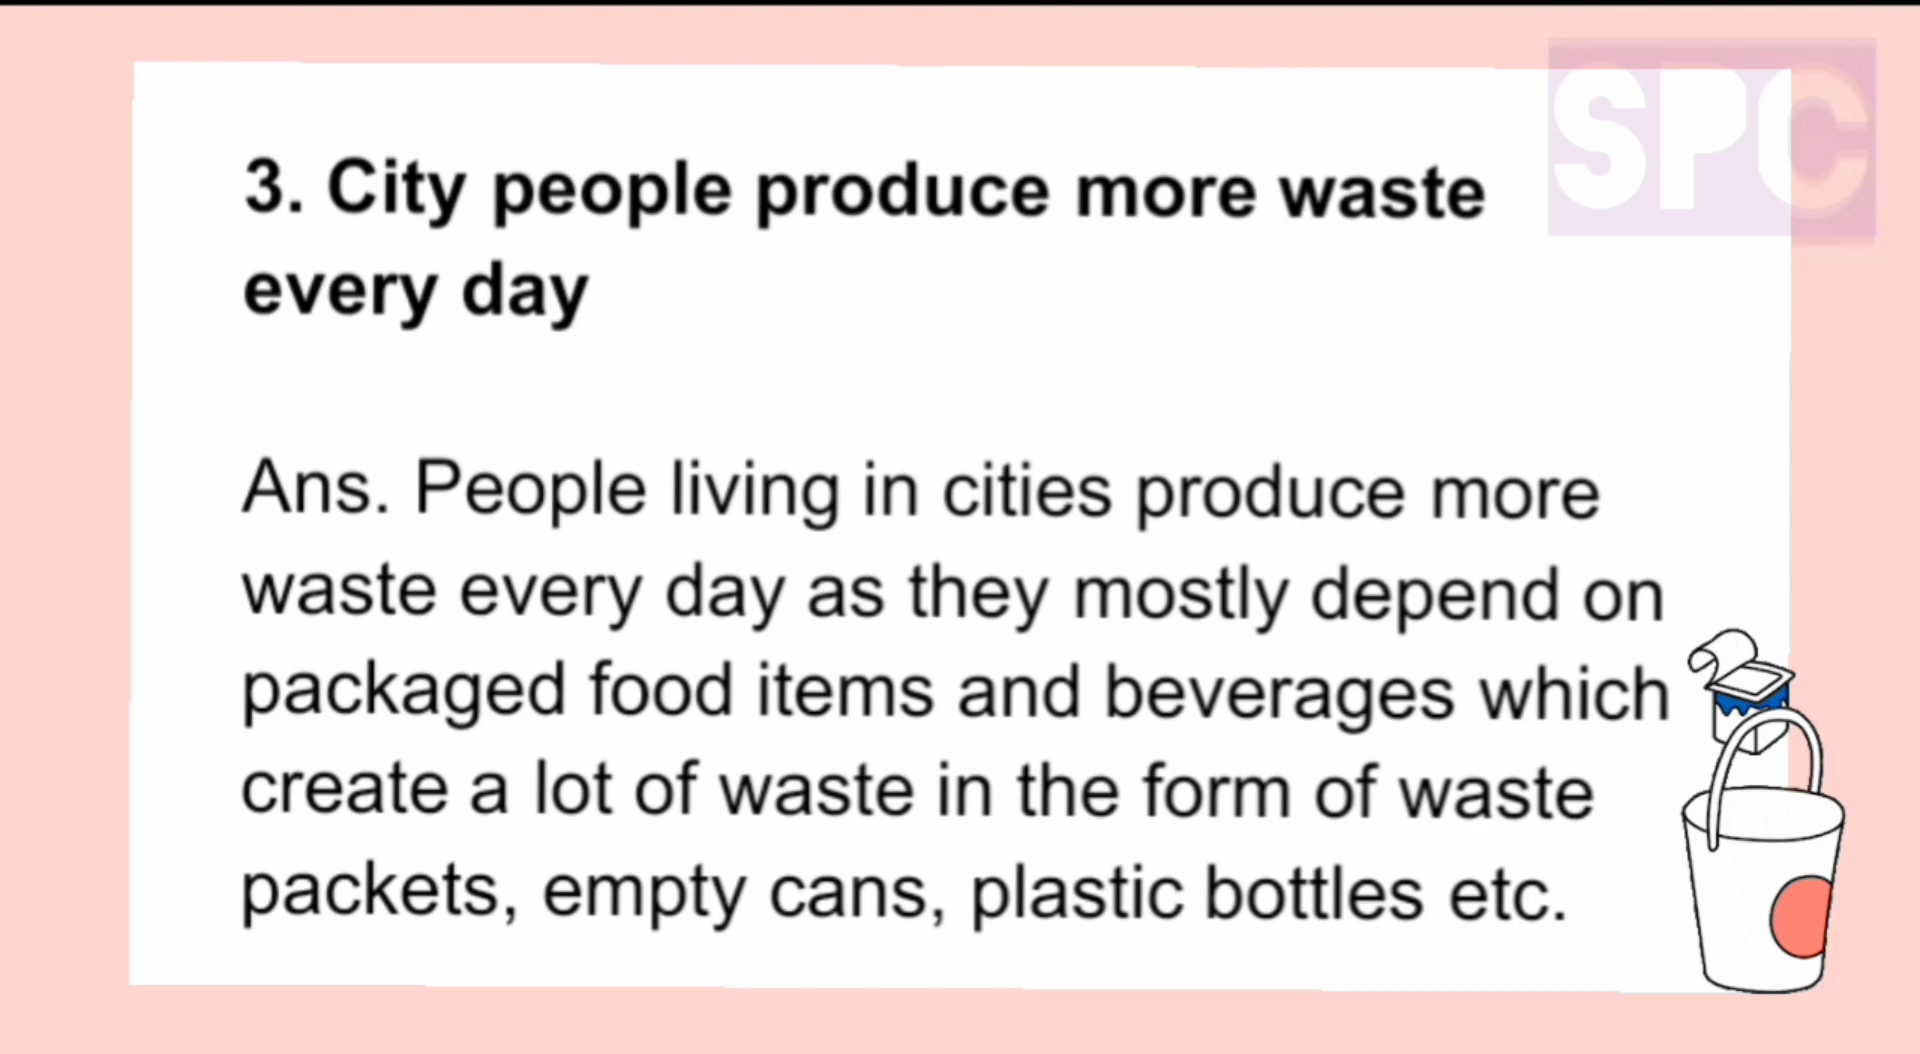 SPC
3. City people produce more waste
every day
Ans. People living in cities produce more
waste every day as they mostly depend on
packaged food items and beverages which
create a lot of waste in the form of waste
packets, empty cans, plastic bottles etc.